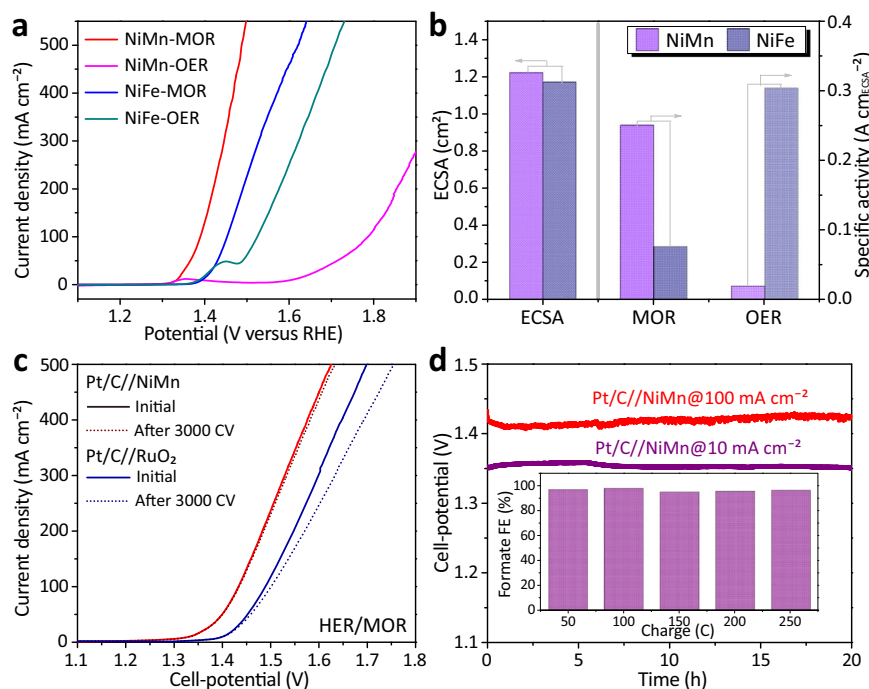 a
NiMn-MOR
NiMn-OER
NiFe-MOR
NiFe-OER
Current density (mA cm⁻²)
0
100
200
300
400
500
1.2
1.4
1.6
1.8
Potential (V versus RHE)
b
NiMn
NiFe
ECSA (cm²)
0.0
0.2
0.4
0.6
0.8
1.0
1.2
1.4
Specific activity (A cm_ECSA⁻²)
0.0
0.1
0.2
0.3
0.4
ECSA
MOR
OER
c
Pt/C//NiMn
Initial
After 3000 CV
Pt/C//RuO₂
Initial
After 3000 CV
HER/MOR
Current density (mA cm⁻²)
0
100
200
300
400
500
1.1
1.2
1.3
1.4
1.5
1.6
1.7
1.8
Cell-potential (V)
d
Pt/C//NiMn@100 mA cm⁻²
Pt/C//NiMn@10 mA cm⁻²
Cell-potential (V)
1.1
1.2
1.3
1.4
1.5
0
5
10
15
20
Time (h)
Formate FE (%)
0
20
40
60
80
100
50
100
150
200
250
Charge (C)